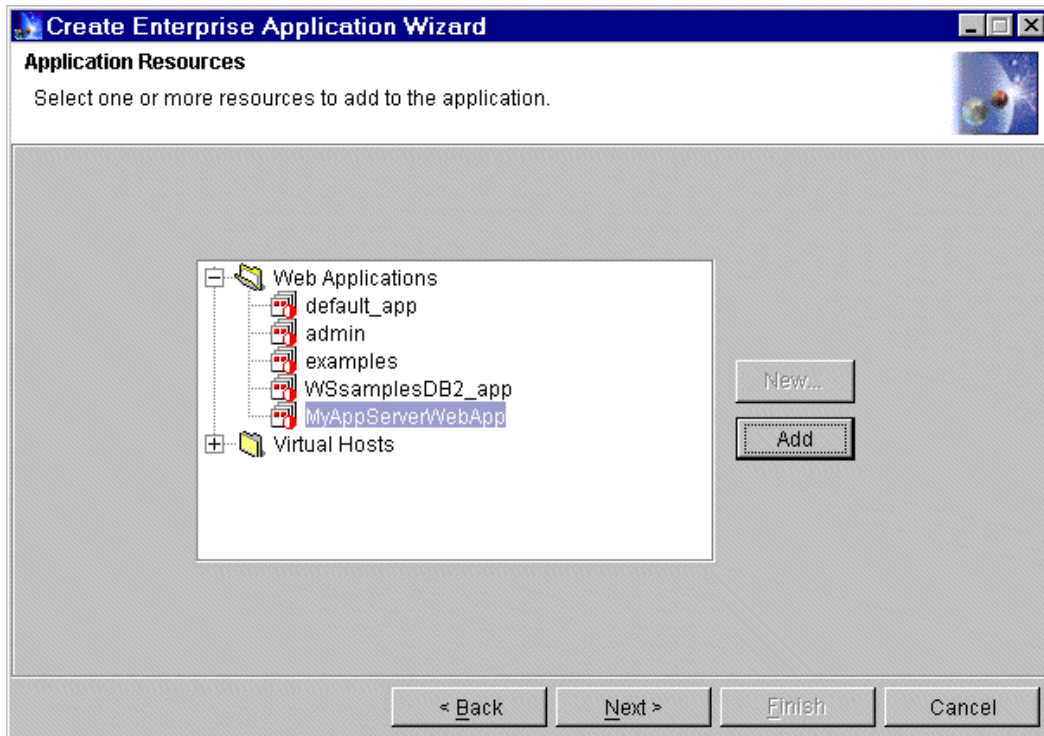 Create Enterprise Application Wizard
Application Resources
Select one or more resources to add to the application.
Web Applications
default_app
admin
examples
WSsamplesDB2_app
MyAppServerWebApp
Virtual Hosts
New...
Add
< Back
Next >
Finish
Cancel